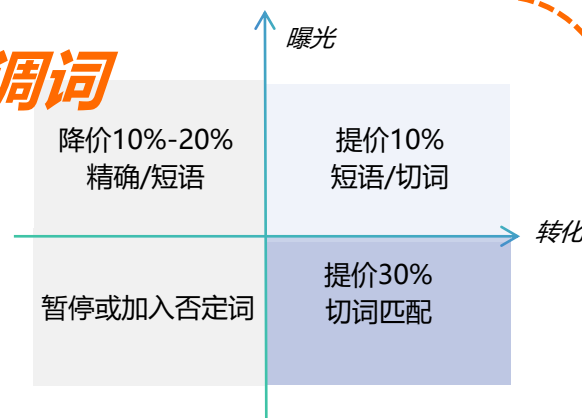 曝光
调词
降价10%-20%
精确/短语
提价10%
短语/切词
转化
暂停或加入否定词
提价30%
切词匹配